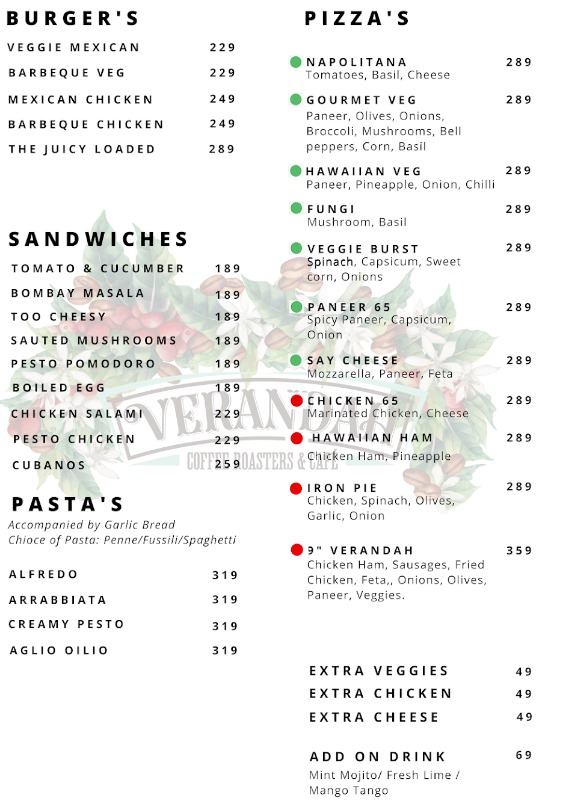 BURGER'S
VEGGIE MEXICAN 229
BARBEQUE VEG 229
MEXICAN CHICKEN 249
BARBEQUE CHICKEN 249
THE JUICY LOADED 289
SANDWICHES
TOMATO & CUCUMBER 189
BOMBAY MASALA 189
TOO CHEESY 189
SAUTED MUSHROOMS 189
PESTO POMODORO 189
BOILED EGG 189
CHICKEN SALAMI 229
PESTO CHICKEN 229
CUBANOS 259
PASTA'S
Accompanied by Garlic Bread
Chioce of Pasta: Penne/Fussili/Spaghetti
ALFREDO 319
ARRABBIATA 319
CREAMY PESTO 319
AGLIO OILIO 319
PIZZA'S
NAPOLITANA 289
Tomatoes, Basil, Cheese
GOURMET VEG 289
Paneer, Olives, Onions,
Broccoli, Mushrooms, Bell
peppers, Corn, Basil
HAWAIIAN VEG 289
Paneer, Pineapple, Onion, Chilli
FUNGI 289
Mushroom, Basil
VEGGIE BURST 289
Spinach, Capsicum, Sweet
corn, Onions
PANEER 65 289
Spicy Paneer, Capsicum,
Onion
SAY CHEESE 289
Mozzarella, Paneer, Feta
CHICKEN 65 289
Marinated Chicken, Cheese
HAWAIIAN HAM 289
Chicken Ham, Pineapple
IRON PIE 289
Chicken, Spinach, Olives,
Garlic, Onion
9" VERANDAH 359
Chicken Ham, Sausages, Fried
Chicken, Feta,, Onions, Olives,
Paneer, Veggies.
EXTRA VEGGIES 49
EXTRA CHICKEN 49
EXTRA CHEESE 49
ADD ON DRINK 69
Mint Mojito/ Fresh Lime /
Mango Tango
VERANDAH
COFFEE ROASTERS & CAFE